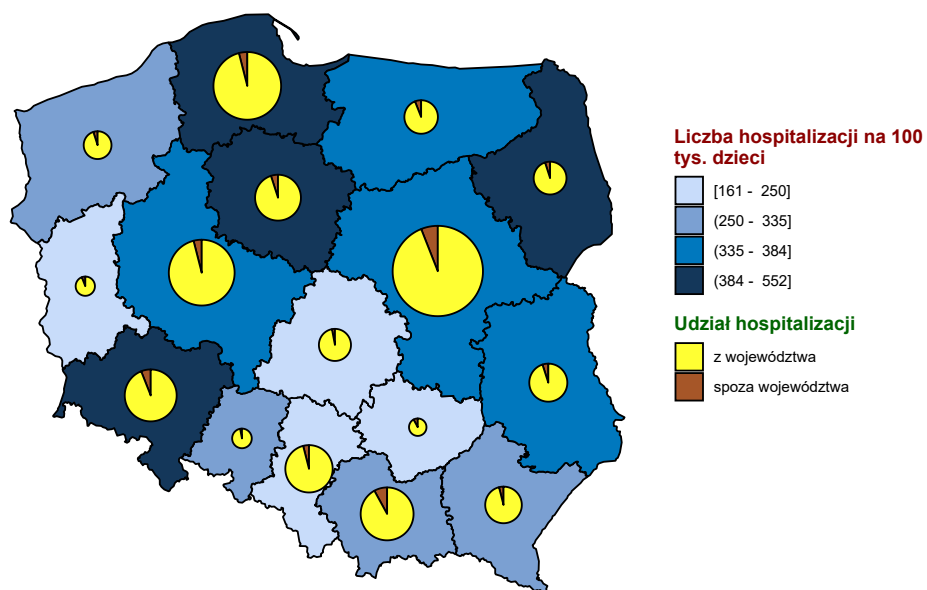 Liczba hospitalizacji na 100
tys. dzieci
[161 - 250]
(250 - 335]
(335 - 384]
(384 - 552]
Udział hospitalizacji
z województwa
spoza województwa